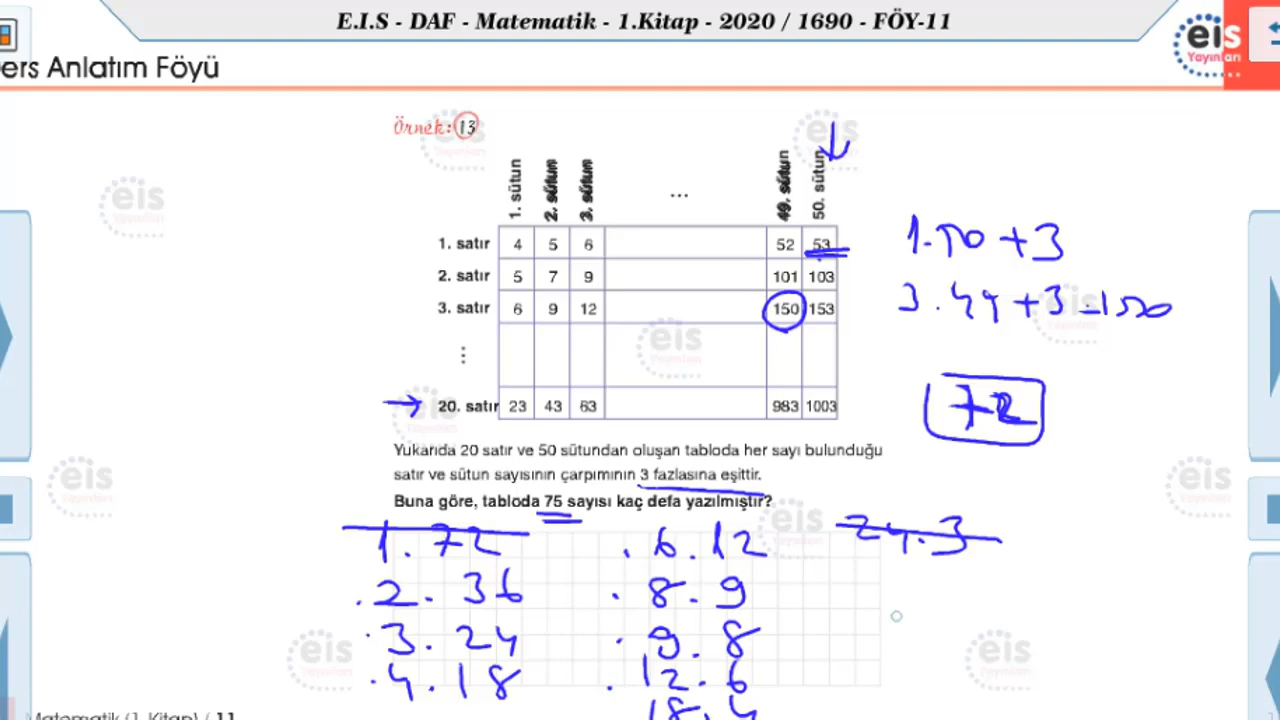 E.I.S - DAF - Matematik - 1.Kitap - 2020 / 1690 - FÖY-11
eis
Yayınları
ers Anlatım Föyü
Örnek: 13
1. sütun 2. sütun 3. sütun ... 49. sütun 50. sütun
1. satır 4 5 6 52 53
2. satır 5 7 9 101 103
3. satır 6 9 12 150 153
20. satır 23 43 63 983 1003
1.50 + 3
3.49 + 3 = 150
72
Yukarıda 20 satır ve 50 sütundan oluşan tabloda her sayı bulunduğu
satır ve sütun sayısının çarpımının 3 fazlasına eşittir.
Buna göre, tabloda 75 sayısı kaç defa yazılmıştır?
1.72 6.12 24.3
2.36 8.9
3.24 9.8
4.18 12.6
18.4
Matematik (1. Kitap) / 11